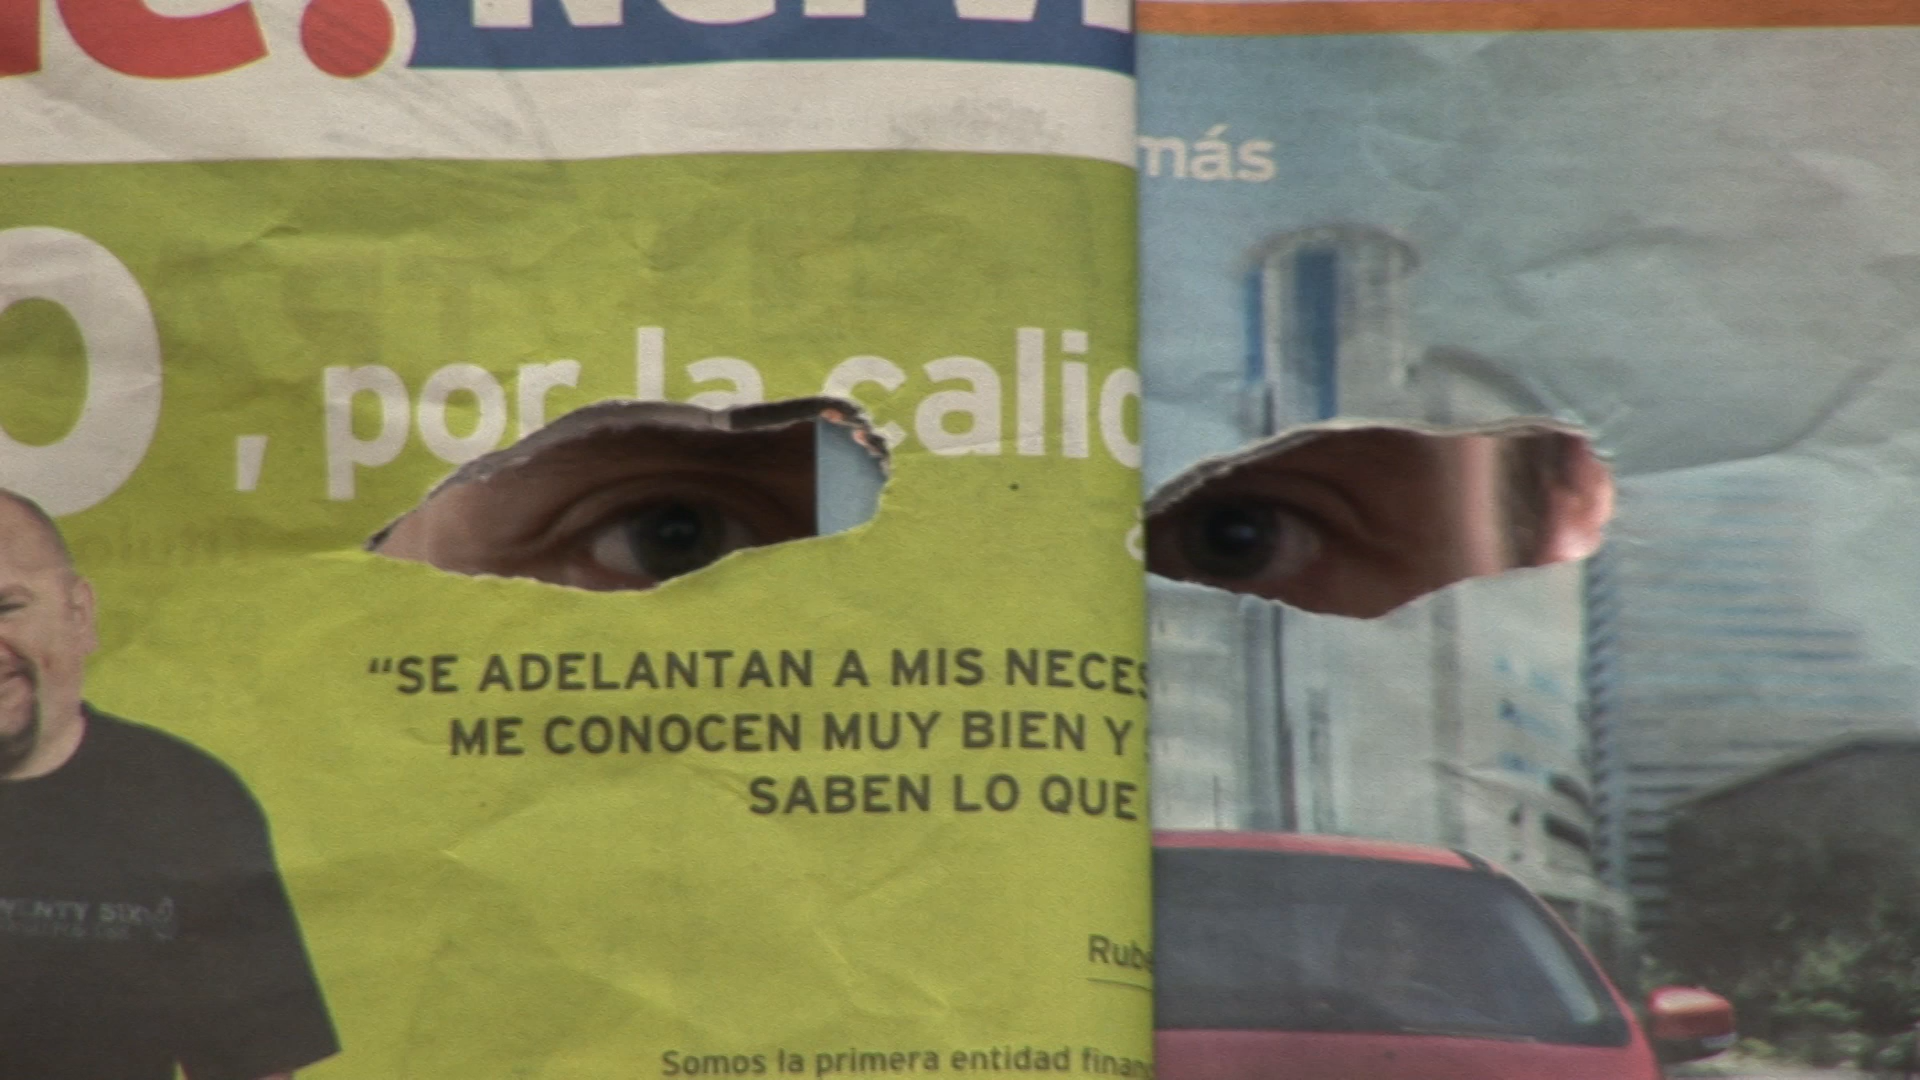 más
, por la calid
“SE ADELANTAN A MIS NECES
ME CONOCEN MUY BIEN Y
SABEN LO QUE
Rube
Somos la primera entidad finan